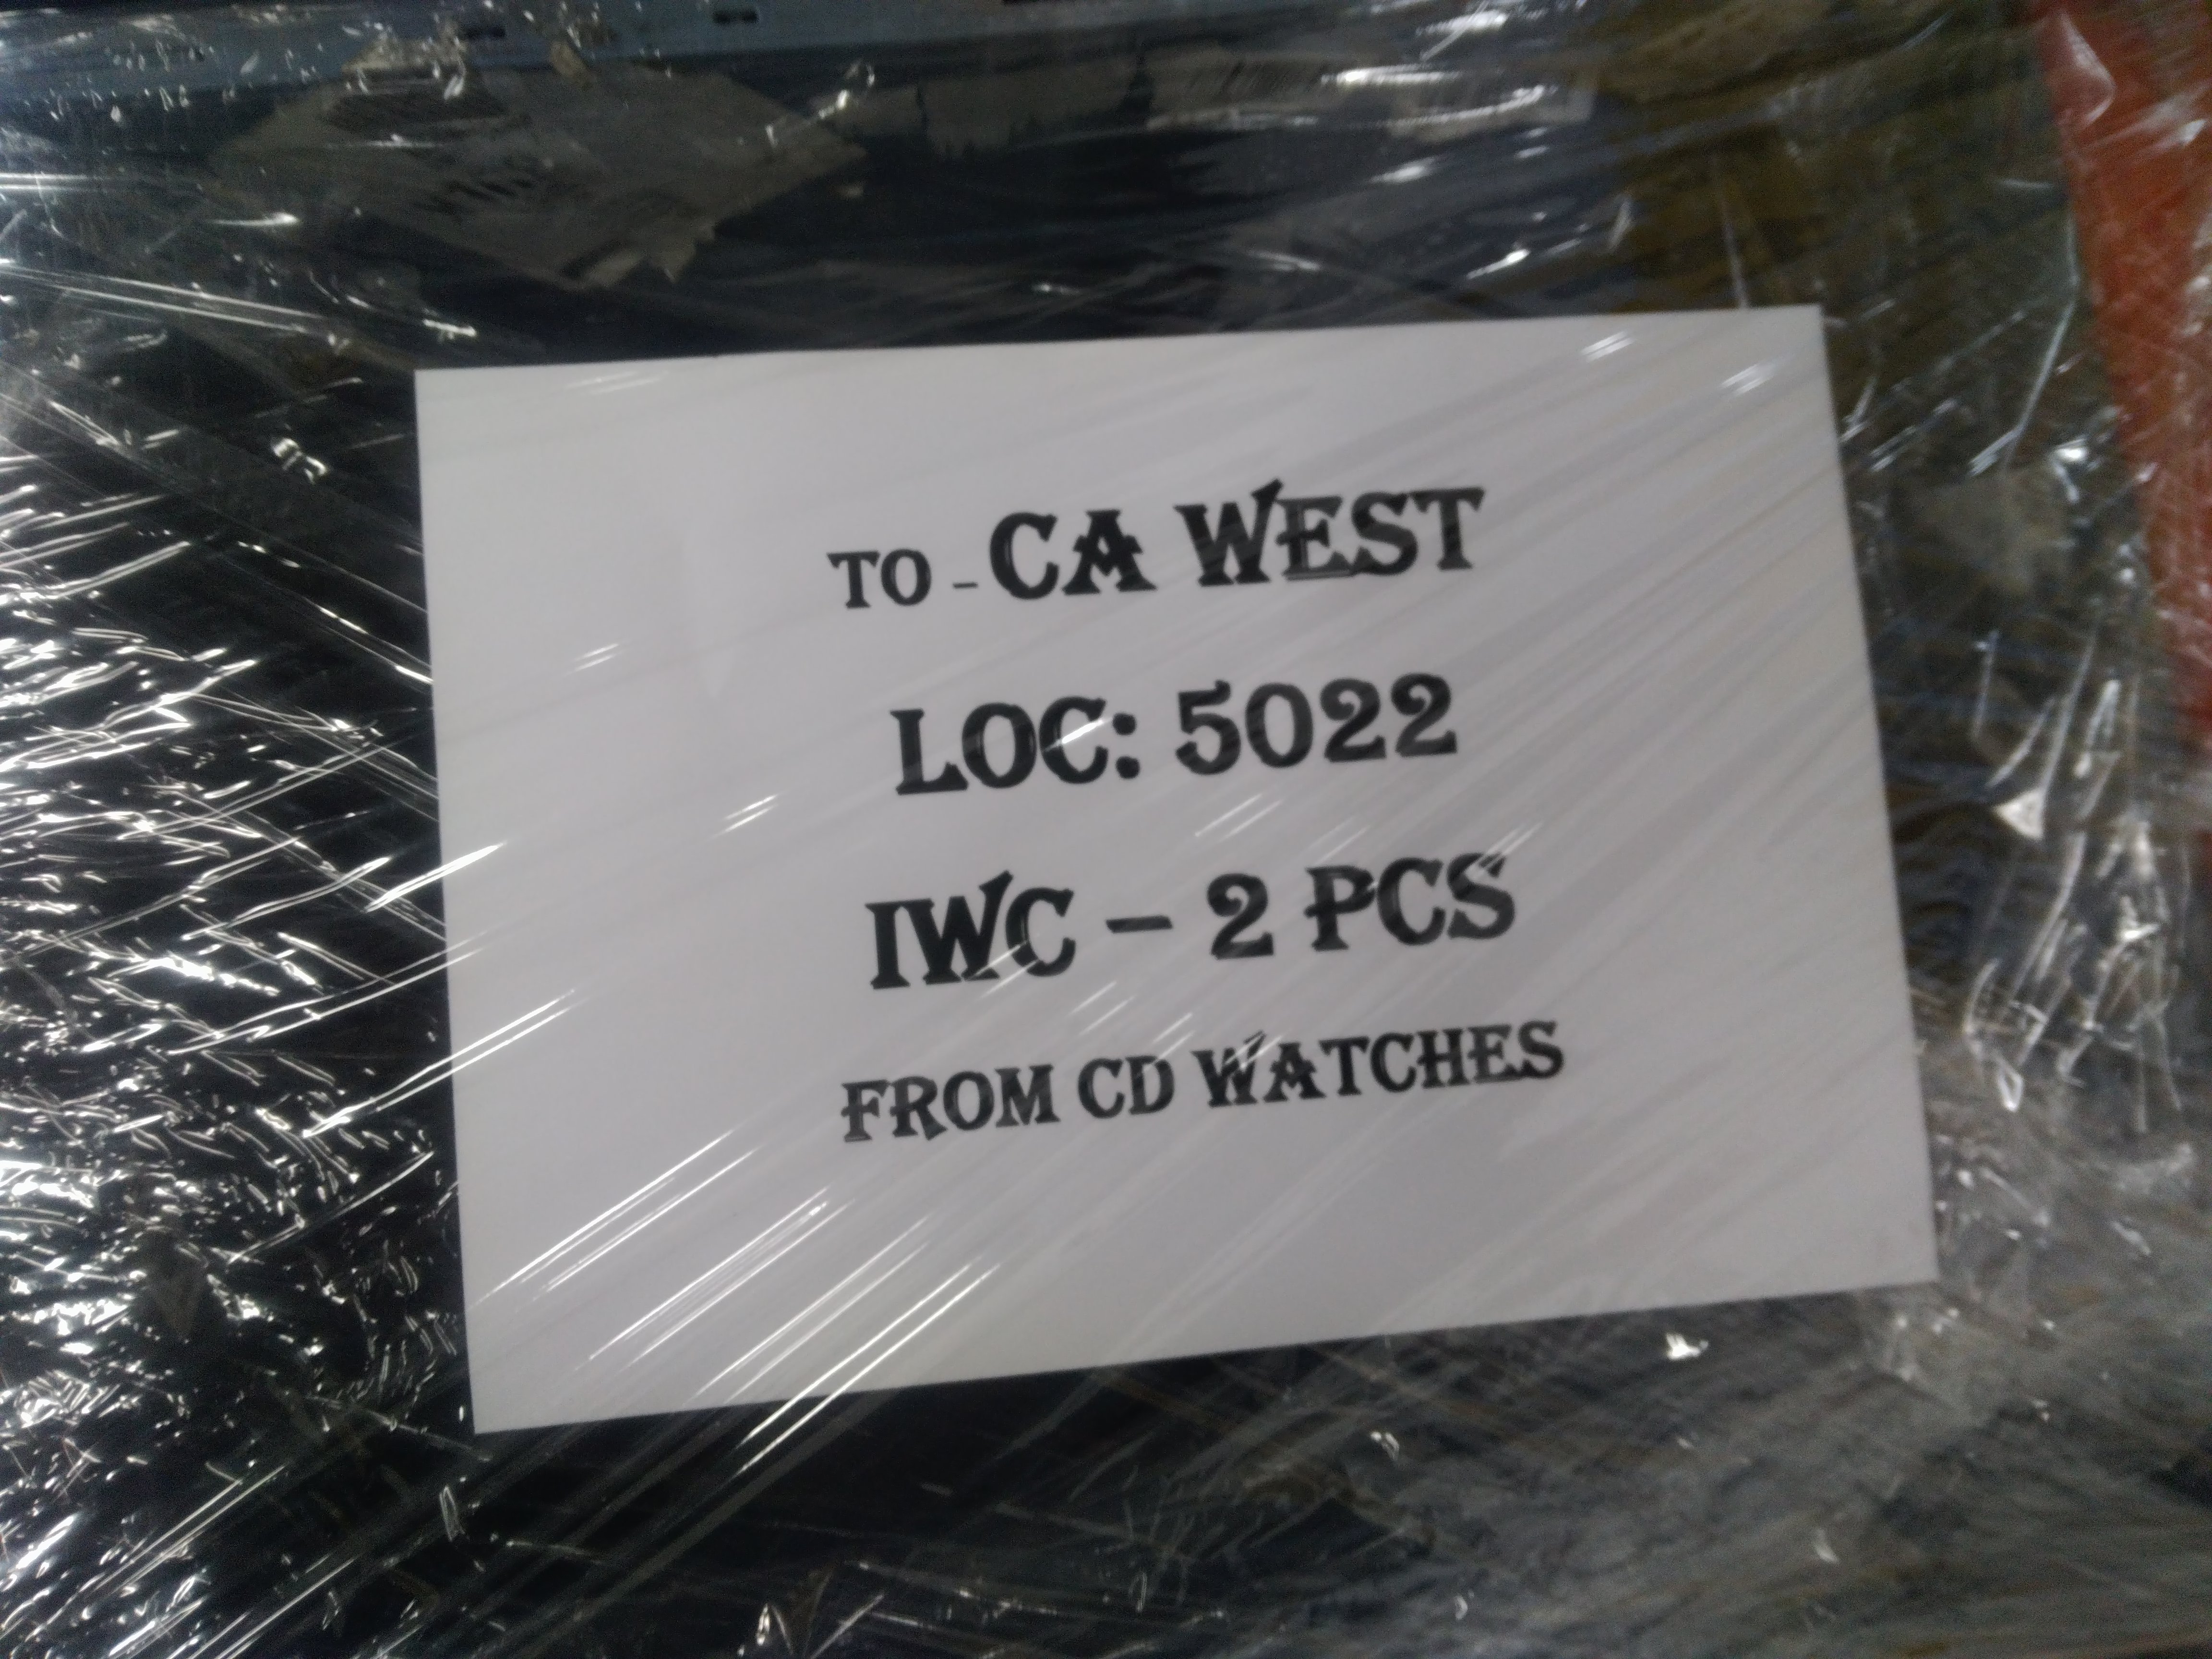 TO - CA WEST
LOC: 5022
IWC – 2 PCS
FROM CD WATCHES